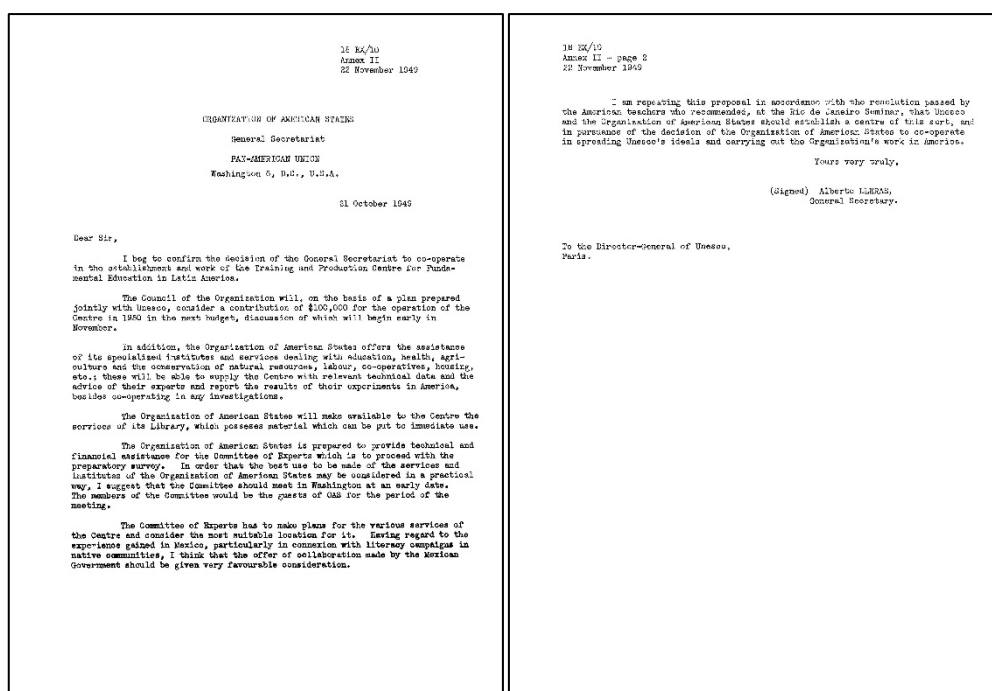 18 EX/10
Annex II
22 November 1949
ORGANIZATION OF AMERICAN STATES
General Secretariat
PAN-AMERICAN UNION
Washington 6, D.C., U.S.A.
21 October 1949
Dear Sir,
I beg to confirm the decision of the General Secretariat to co-operate
in the establishment and work of the Training and Production Centre for Funda-
mental Education in Latin America.
The Council of the Organization will, on the basis of a plan prepared
jointly with Unesco, consider a contribution of $100,000 for the operation of the
Centre in 1950 in the next budget, discussion of which will begin early in
November.
In addition, the Organization of American States offers the assistance
of its specialized institutes and services dealing with education, health, agri-
culture and the conservation of natural resources, labour, co-operatives, housing,
etc.; these will be able to supply the Centre with relevant technical data and the
advice of their experts and report the results of their experiments in America,
besides co-operating in any investigations.
The Organization of American States will make available to the Centre the
services of its Library, which possesses material which can be put to immediate use.
The Organization of American States is prepared to provide technical and
financial assistance for the Committee of Experts which is to proceed with the
preparatory survey. In order that the best use to be made of the services and
institutes of the Organization of American States may be considered in a practical
way, I suggest that the Committee should meet in Washington at an early date.
The members of the Committee would be the guests of OAS for the period of the
meeting.
The Committee of Experts has to make plans for the various services of
the Centre and consider the most suitable location for it. Having regard to the
experience gained in Mexico, particularly in connexion with literacy campaigns in
native communities, I think that the offer of collaboration made by the Mexican
Government should be given very favourable consideration.
18 EX/10
Annex II - page 2
22 November 1949
I am repeating this proposal in accordance with the resolution passed by
the American teachers who recommended, at the Rio de Janeiro Seminar, that Unesco
and the Organization of American States should establish a centre of this sort, and
in pursuance of the decision of the Organization of American States to co-operate
in spreading Unesco's ideals and carrying out the Organization's work in America.
Yours very truly,
(Signed) Alberto LLERAS,
General Secretary.
To the Director-General of Unesco,
Paris.